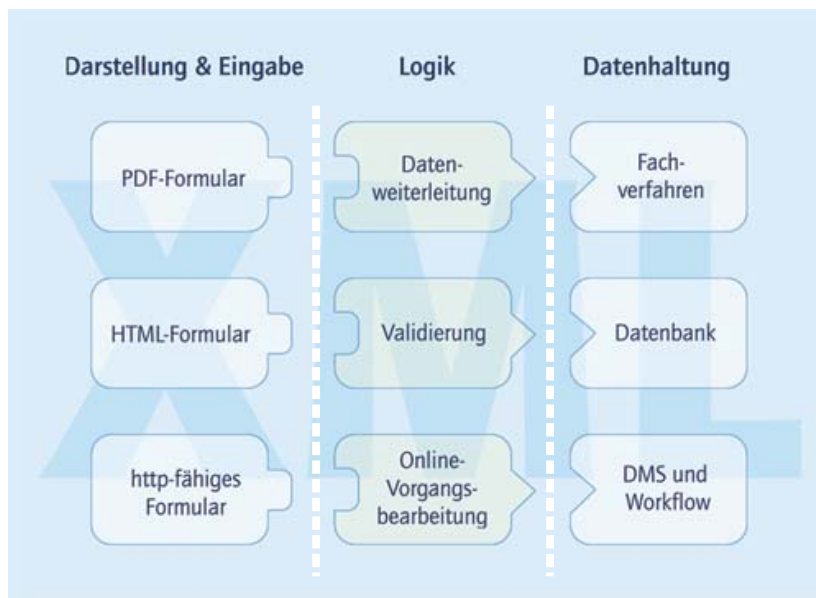 Darstellung & Eingabe
Logik
Datenhaltung
PDF-Formular
Daten-
weiterleitung
Fach-
verfahren
HTML-Formular
Validierung
Datenbank
http-fähiges
Formular
Online-
Vorgangs-
bearbeitung
DMS und
Workflow
XML